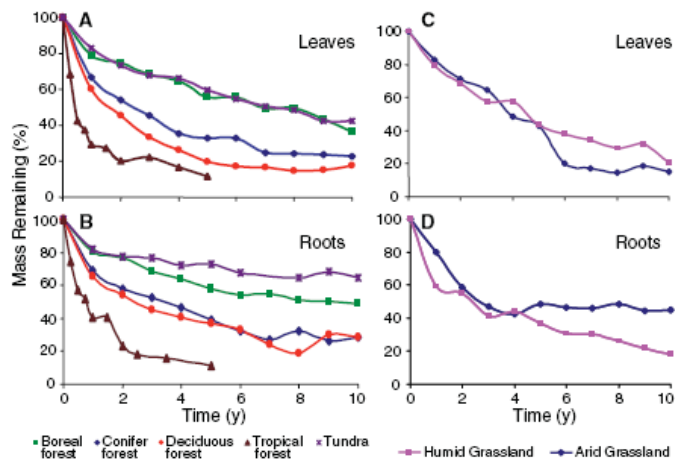 A
Leaves
100
80
60
40
20
0
C
Leaves
100
80
60
40
20
0
Mass Remaining (%)
B
Roots
100
80
60
40
20
0
0 2 4 6 8 10
Time (y)
D
Roots
100
80
60
40
20
0
0 2 4 6 8 10
Time (y)
Boreal forest
Conifer forest
Deciduous forest
Tropical forest
Tundra
Humid Grassland
Arid Grassland